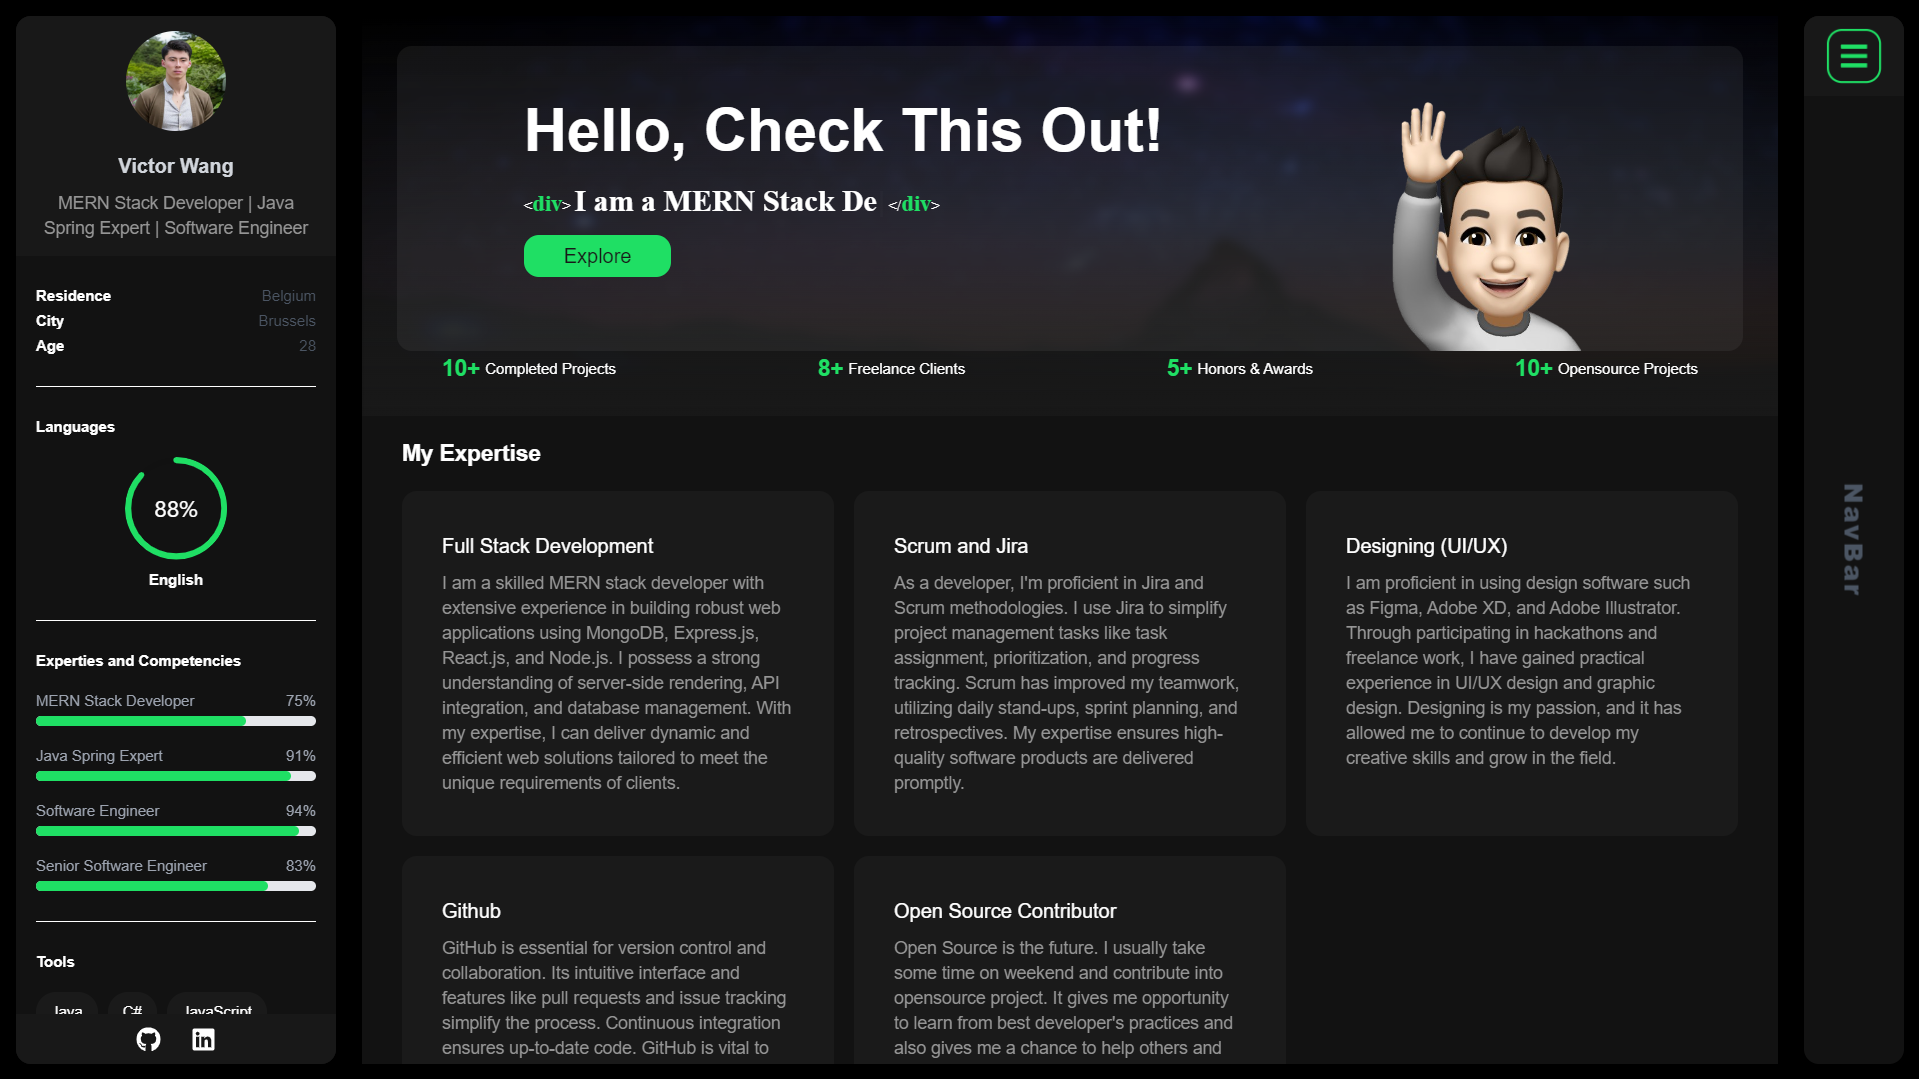 Victor Wang
MERN Stack Developer | Java
Spring Expert | Software Engineer
Residence Belgium
City Brussels
Age 28
Languages
88%
English
Experties and Competencies
MERN Stack Developer 75%
Java Spring Expert 91%
Software Engineer 94%
Senior Software Engineer 83%
Tools
Java C# JavaScript
Hello, Check This Out!
<div> I am a MERN Stack De </div>
Explore
10+ Completed Projects
8+ Freelance Clients
5+ Honors & Awards
10+ Opensource Projects
My Expertise
Full Stack Development
I am a skilled MERN stack developer with
extensive experience in building robust web
applications using MongoDB, Express.js,
React.js, and Node.js. I possess a strong
understanding of server-side rendering, API
integration, and database management. With
my expertise, I can deliver dynamic and
efficient web solutions tailored to meet the
unique requirements of clients.
Scrum and Jira
As a developer, I'm proficient in Jira and
Scrum methodologies. I use Jira to simplify
project management tasks like task
assignment, prioritization, and progress
tracking. Scrum has improved my teamwork,
utilizing daily stand-ups, sprint planning, and
retrospectives. My expertise ensures high-
quality software products are delivered
promptly.
Designing (UI/UX)
I am proficient in using design software such
as Figma, Adobe XD, and Adobe Illustrator.
Through participating in hackathons and
freelance work, I have gained practical
experience in UI/UX design and graphic
design. Designing is my passion, and it has
allowed me to continue to develop my
creative skills and grow in the field.
Github
GitHub is essential for version control and
collaboration. Its intuitive interface and
features like pull requests and issue tracking
simplify the process. Continuous integration
ensures up-to-date code. GitHub is vital to
Open Source Contributor
Open Source is the future. I usually take
some time on weekend and contribute into
opensource project. It gives me opportunity
to learn from best developer's practices and
also gives me a chance to help others and
NavBar